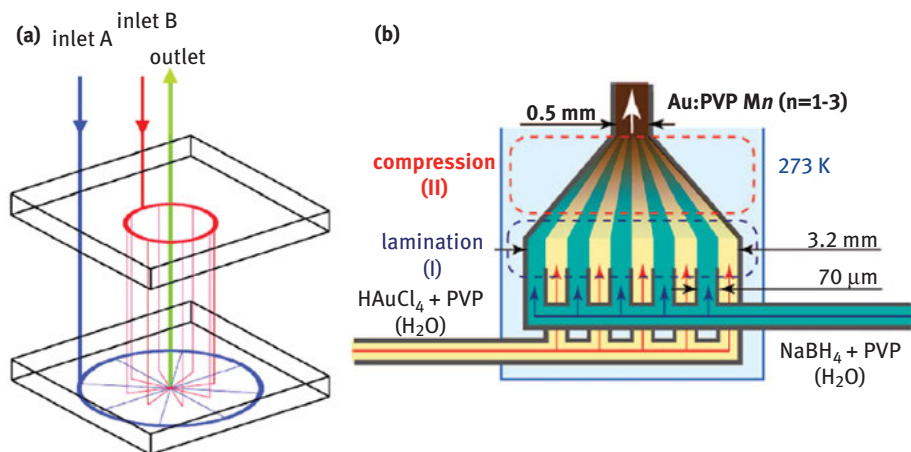 (a)
inlet A
inlet B
outlet
(b)
Au:PVP Mn (n=1-3)
0.5 mm
compression
(II)
273 K
lamination
(I)
3.2 mm
70 µm
HAuCl₄ + PVP
(H₂O)
NaBH₄ + PVP
(H₂O)